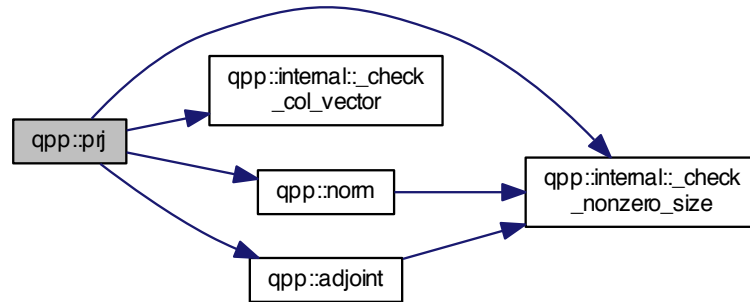 qpp::prj
qpp::internal::_check
_col_vector
qpp::norm
qpp::adjoint
qpp::internal::_check
_nonzero_size